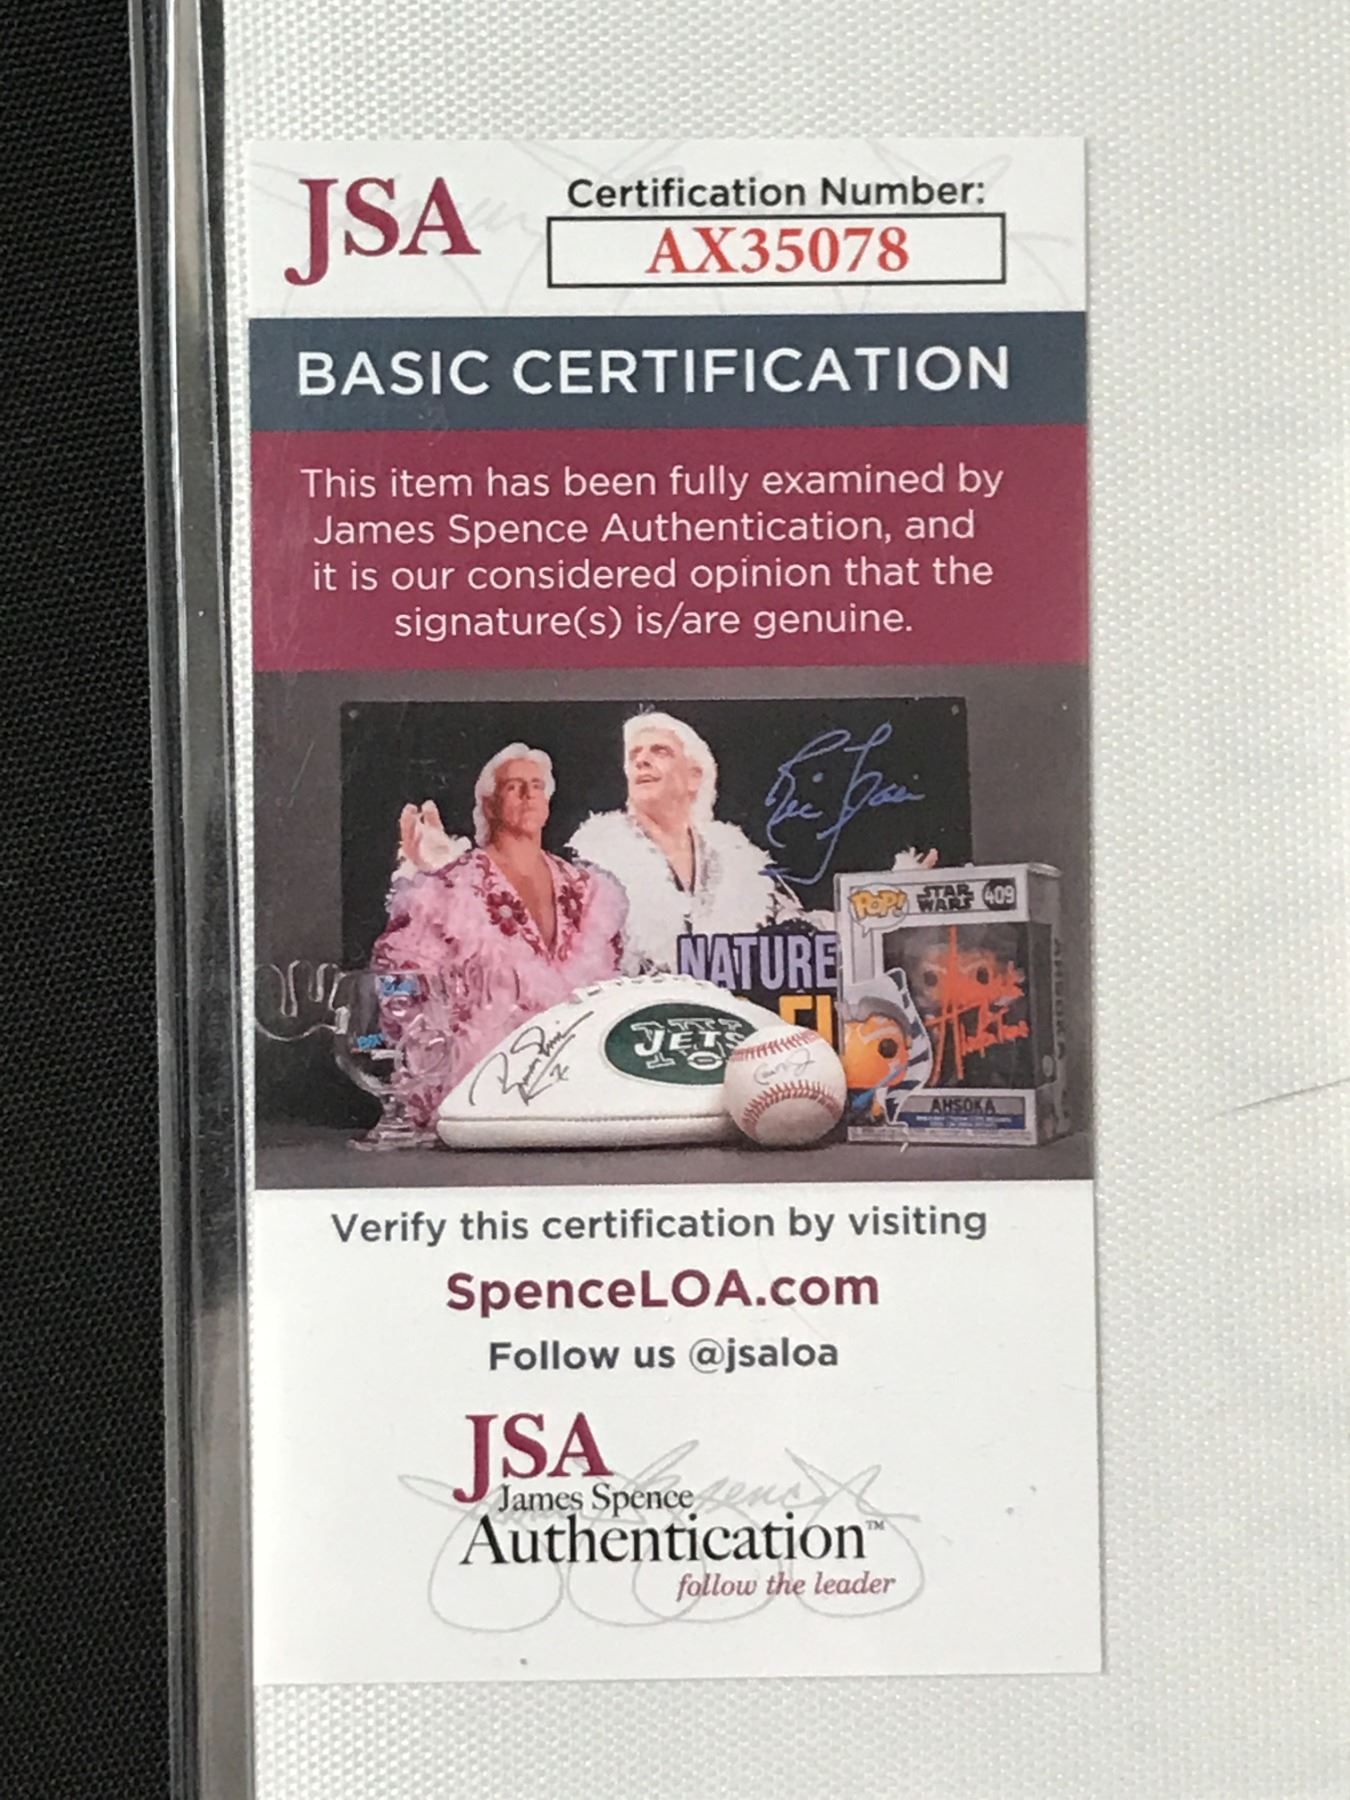 JSA
Certification Number:
AX35078
BASIC CERTIFICATION
This item has been fully examined by
James Spence Authentication, and
it is our considered opinion that the
signature(s) is/are genuine.
Ric Flair
POP!
STAR
WARS
409
NATURE
JETS
AHSOKA
Verify this certification by visiting
SpenceLOA.com
Follow us @jsaloa
JSA
James Spence
Authentication™
follow the leader